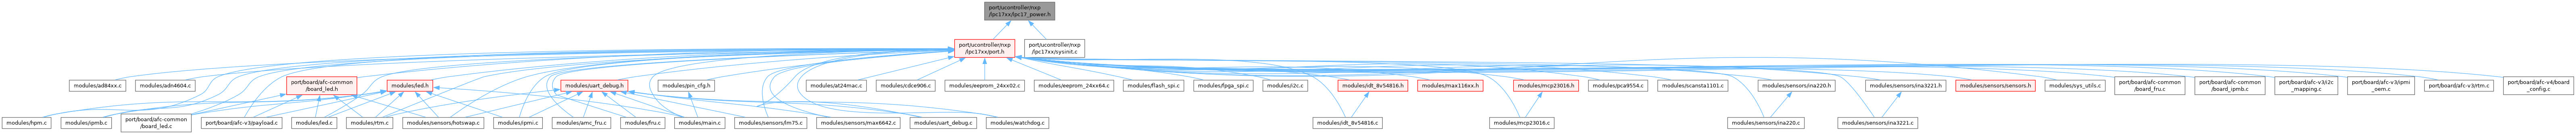 port/ucontroller/nxp
/lpc17xx/lpc17_power.h
port/ucontroller/nxp
/lpc17xx/port.h
port/ucontroller/nxp
/lpc17xx/sysinit.c
modules/ad84xx.c
modules/adn4604.c
port/board/afc-common
/board_led.h
modules/led.h
modules/uart_debug.h
modules/pin_cfg.h
modules/at24mac.c
modules/cdce906.c
modules/eeprom_24xx02.c
modules/eeprom_24xx64.c
modules/flash_spi.c
modules/fpga_spi.c
modules/i2c.c
modules/idt_8v54816.h
modules/max116xx.h
modules/mcp23016.h
modules/pca9554.c
modules/scansta1101.c
modules/sensors/ina220.h
modules/sensors/ina3221.h
modules/sensors/sensors.h
modules/sys_utils.c
port/board/afc-common
/board_fru.c
port/board/afc-common
/board_ipmb.c
port/board/afc-v3/i2c
_mapping.c
port/board/afc-v3/ipmi
_oem.c
port/board/afc-v3/rtm.c
port/board/afc-v4/board
_config.c
modules/hpm.c
modules/ipmb.c
port/board/afc-common
/board_led.c
port/board/afc-v3/payload.c
modules/led.c
modules/rtm.c
modules/sensors/hotswap.c
modules/ipmi.c
modules/amc_fru.c
modules/fru.c
modules/main.c
modules/sensors/lm75.c
modules/sensors/max6642.c
modules/uart_debug.c
modules/watchdog.c
modules/idt_8v54816.c
modules/mcp23016.c
modules/sensors/ina220.c
modules/sensors/ina3221.c